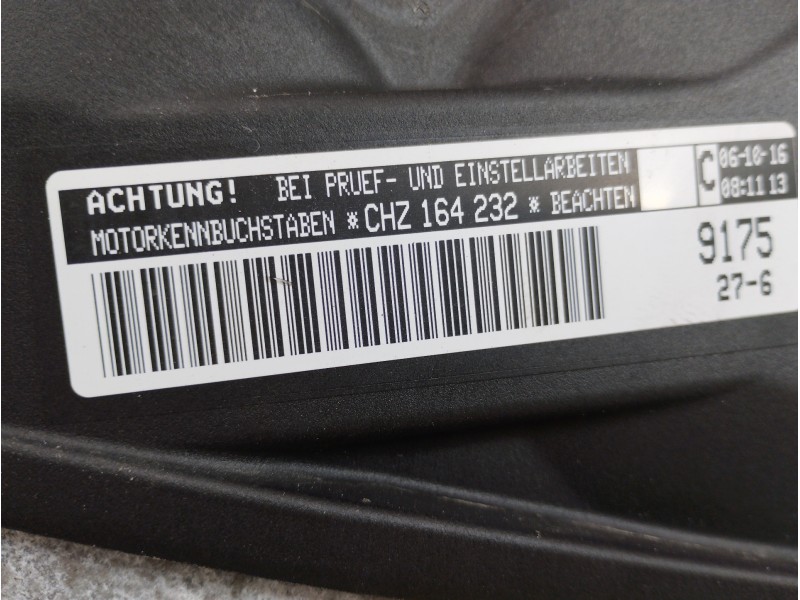 ACHTUNG! BEI PRUEF- UND EINSTELLARBEITEN
MOTORKENNBUCHSTABEN *CHZ 164 232* BEACHTEN
C
06-10-16
08:11 13
9175
27-6